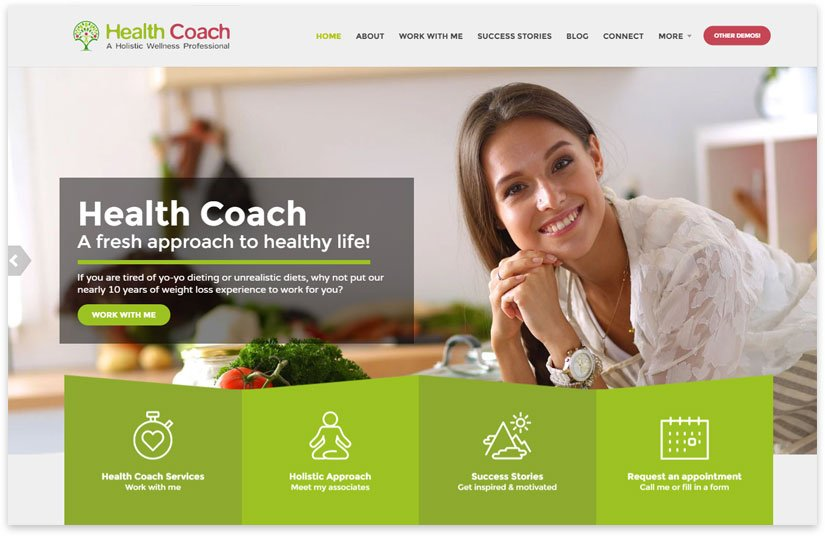 Health Coach
A Holistic Wellness Professional
HOME ABOUT WORK WITH ME SUCCESS STORIES BLOG CONNECT MORE OTHER DEMOS!
Health Coach
A fresh approach to healthy life!
If you are tired of yo-yo dieting or unrealistic diets, why not put our
nearly 10 years of weight loss experience to work for you?
WORK WITH ME
Health Coach Services
Work with me
Holistic Approach
Meet my associates
Success Stories
Get inspired & motivated
Request an appointment
Call me or fill in a form